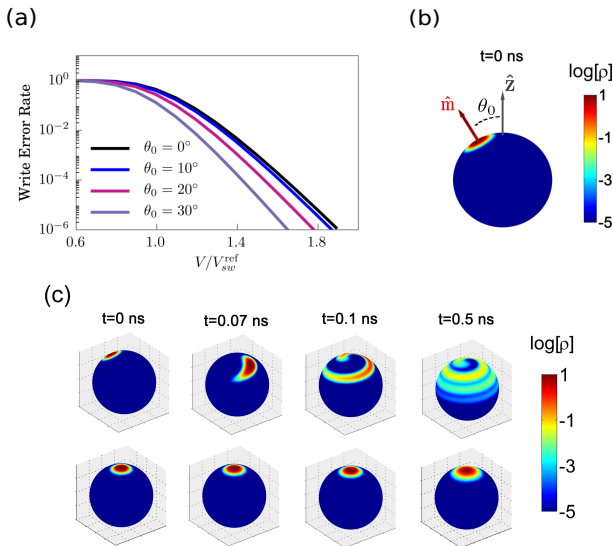 (a)
Write Error Rate
10^0
10^-2
10^-4
10^-6
θ₀ = 0°
θ₀ = 10°
θ₀ = 20°
θ₀ = 30°
0.6 1.0 1.4 1.8
V/V_sw^ref
(b)
t=0 ns
m̂ θ₀ ẑ
log[ρ]
1
-1
-3
-5
(c)
t=0 ns t=0.07 ns t=0.1 ns t=0.5 ns
log[ρ]
1
-1
-3
-5